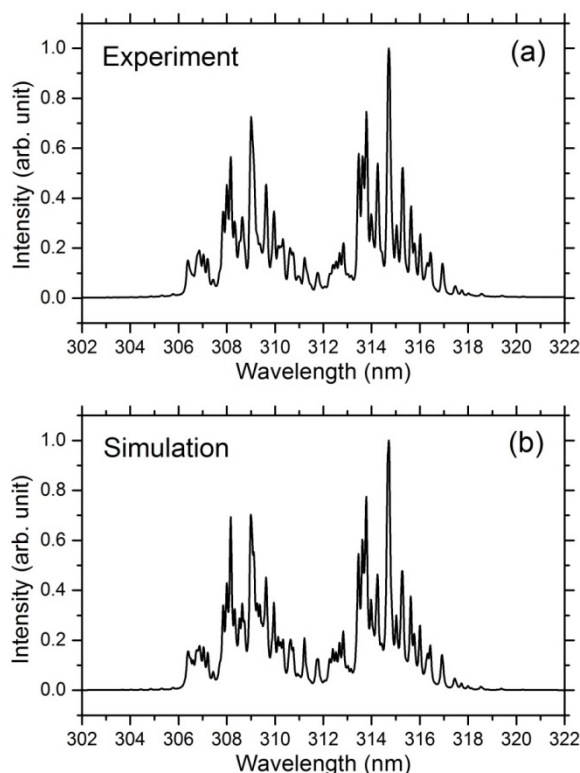 Experiment
(a)
Intensity (arb. unit)
1.0
0.8
0.6
0.4
0.2
0.0
302 304 306 308 310 312 314 316 318 320 322
Wavelength (nm)
Simulation
(b)
Intensity (arb. unit)
1.0
0.8
0.6
0.4
0.2
0.0
302 304 306 308 310 312 314 316 318 320 322
Wavelength (nm)